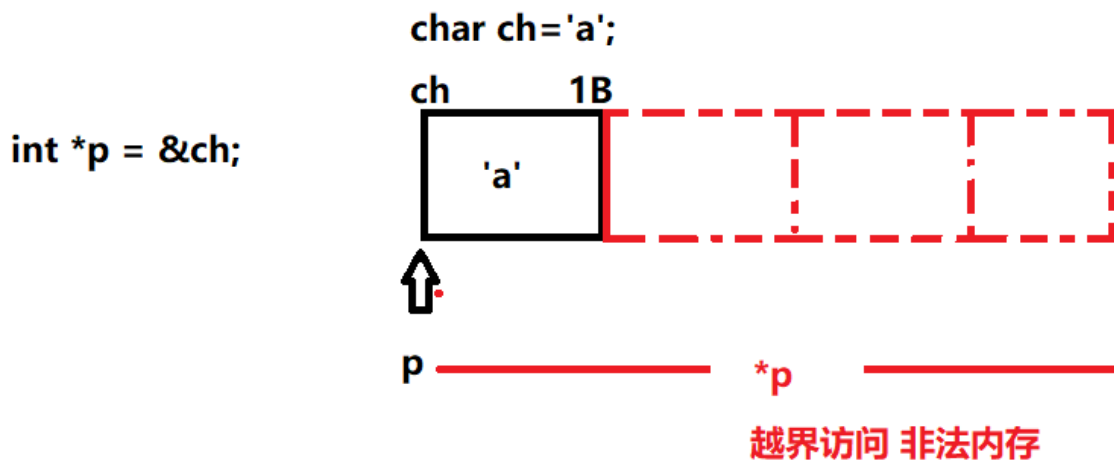 char ch='a';
ch 1B
int *p = &ch;
'a'
p
*p
越界访问 非法内存